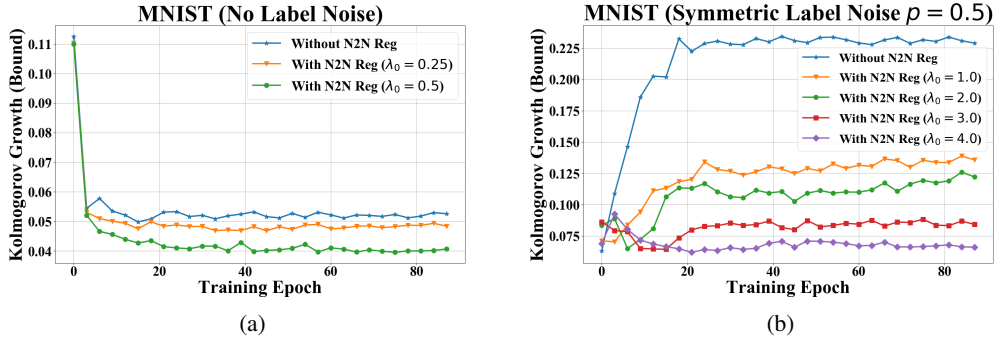 MNIST (No Label Noise)
Kolmogorov Growth (Bound)
0.11
0.10
0.09
0.08
0.07
0.06
0.05
0.04
Without N2N Reg
With N2N Reg (λ₀ = 0.25)
With N2N Reg (λ₀ = 0.5)
0 20 40 60 80
Training Epoch
(a)
MNIST (Symmetric Label Noise p = 0.5)
Kolmogorov Growth (Bound)
0.225
0.200
0.175
0.150
0.125
0.100
0.075
Without N2N Reg
With N2N Reg (λ₀ = 1.0)
With N2N Reg (λ₀ = 2.0)
With N2N Reg (λ₀ = 3.0)
With N2N Reg (λ₀ = 4.0)
0 20 40 60 80
Training Epoch
(b)